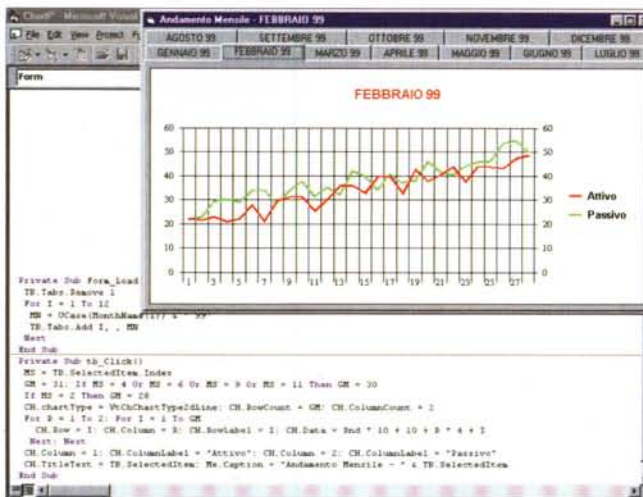 Chart* - Microsoft Visual
File Edit View Project
Form
Andamento Mensile - FEBBRAIO 99
AGOSTO 99 SETTEMBRE 99 OTTOBRE 99 NOVEMBRE 99 DICEMBRE 99
GENNAIO 99 FEBBRAIO 99 MARZO 99 APRILE 99 MAGGIO 99 GIUGNO 99 LUGLIO 99
FEBBRAIO 99
60 60
50 50
40 40
30 30
20 20
10 10
0 0
1 3 5 7 9 11 13 15 17 19 21 23 25 27
Attivo
Passivo
Private Sub Form_Load
TB.Tabs.Remove 1
For I = 1 To 12
MN = UCase(MonthName(I)) & " 99"
TB.Tabs.Add I, , MN
Next
End Sub
Private Sub tb_Click()
MS = TB.SelectedItem.Index
GM = 31: If MS = 4 Or MS = 6 Or MS = 9 Or MS = 11 Then GM = 30
If MS = 2 Then GM = 28
CH.chartType = VtChChartType2dLine: CH.RowCount = GM: CH.ColumnCount = 2
For R = 1 To 2: For I = 1 To GM
CH.Row = I: CH.Column = R: CH.RowLabel = I: CH.Data = Rnd * 10 + 10 + R * 4 + I
Next: Next
CH.Column = 1: CH.ColumnLabel = "Attivo": CH.Column = 2: CH.ColumnLabel = "Passivo"
CH.TitleText = TB.SelectedItem: Me.Caption = "Andamento Mensile - " & TB.SelectedItem
End Sub